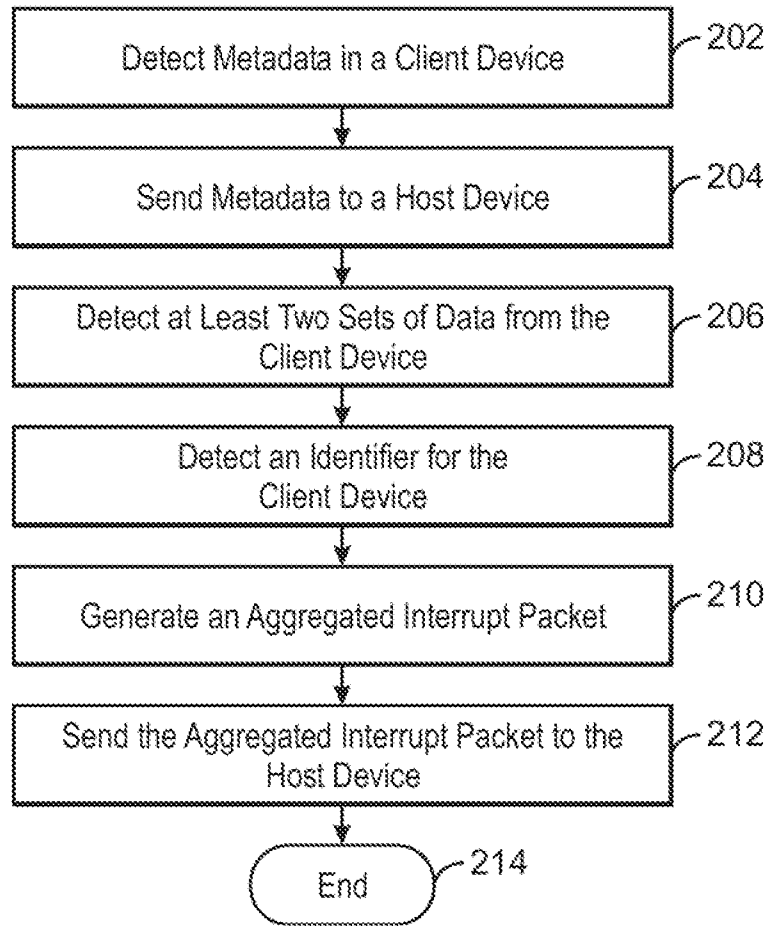 Detect Metadata in a Client Device
202
Send Metadata to a Host Device
204
Detect at Least Two Sets of Data from the
Client Device
206
Detect an Identifier for the
Client Device
208
Generate an Aggregated Interrupt Packet
210
Send the Aggregated Interrupt Packet to the
Host Device
212
End
214